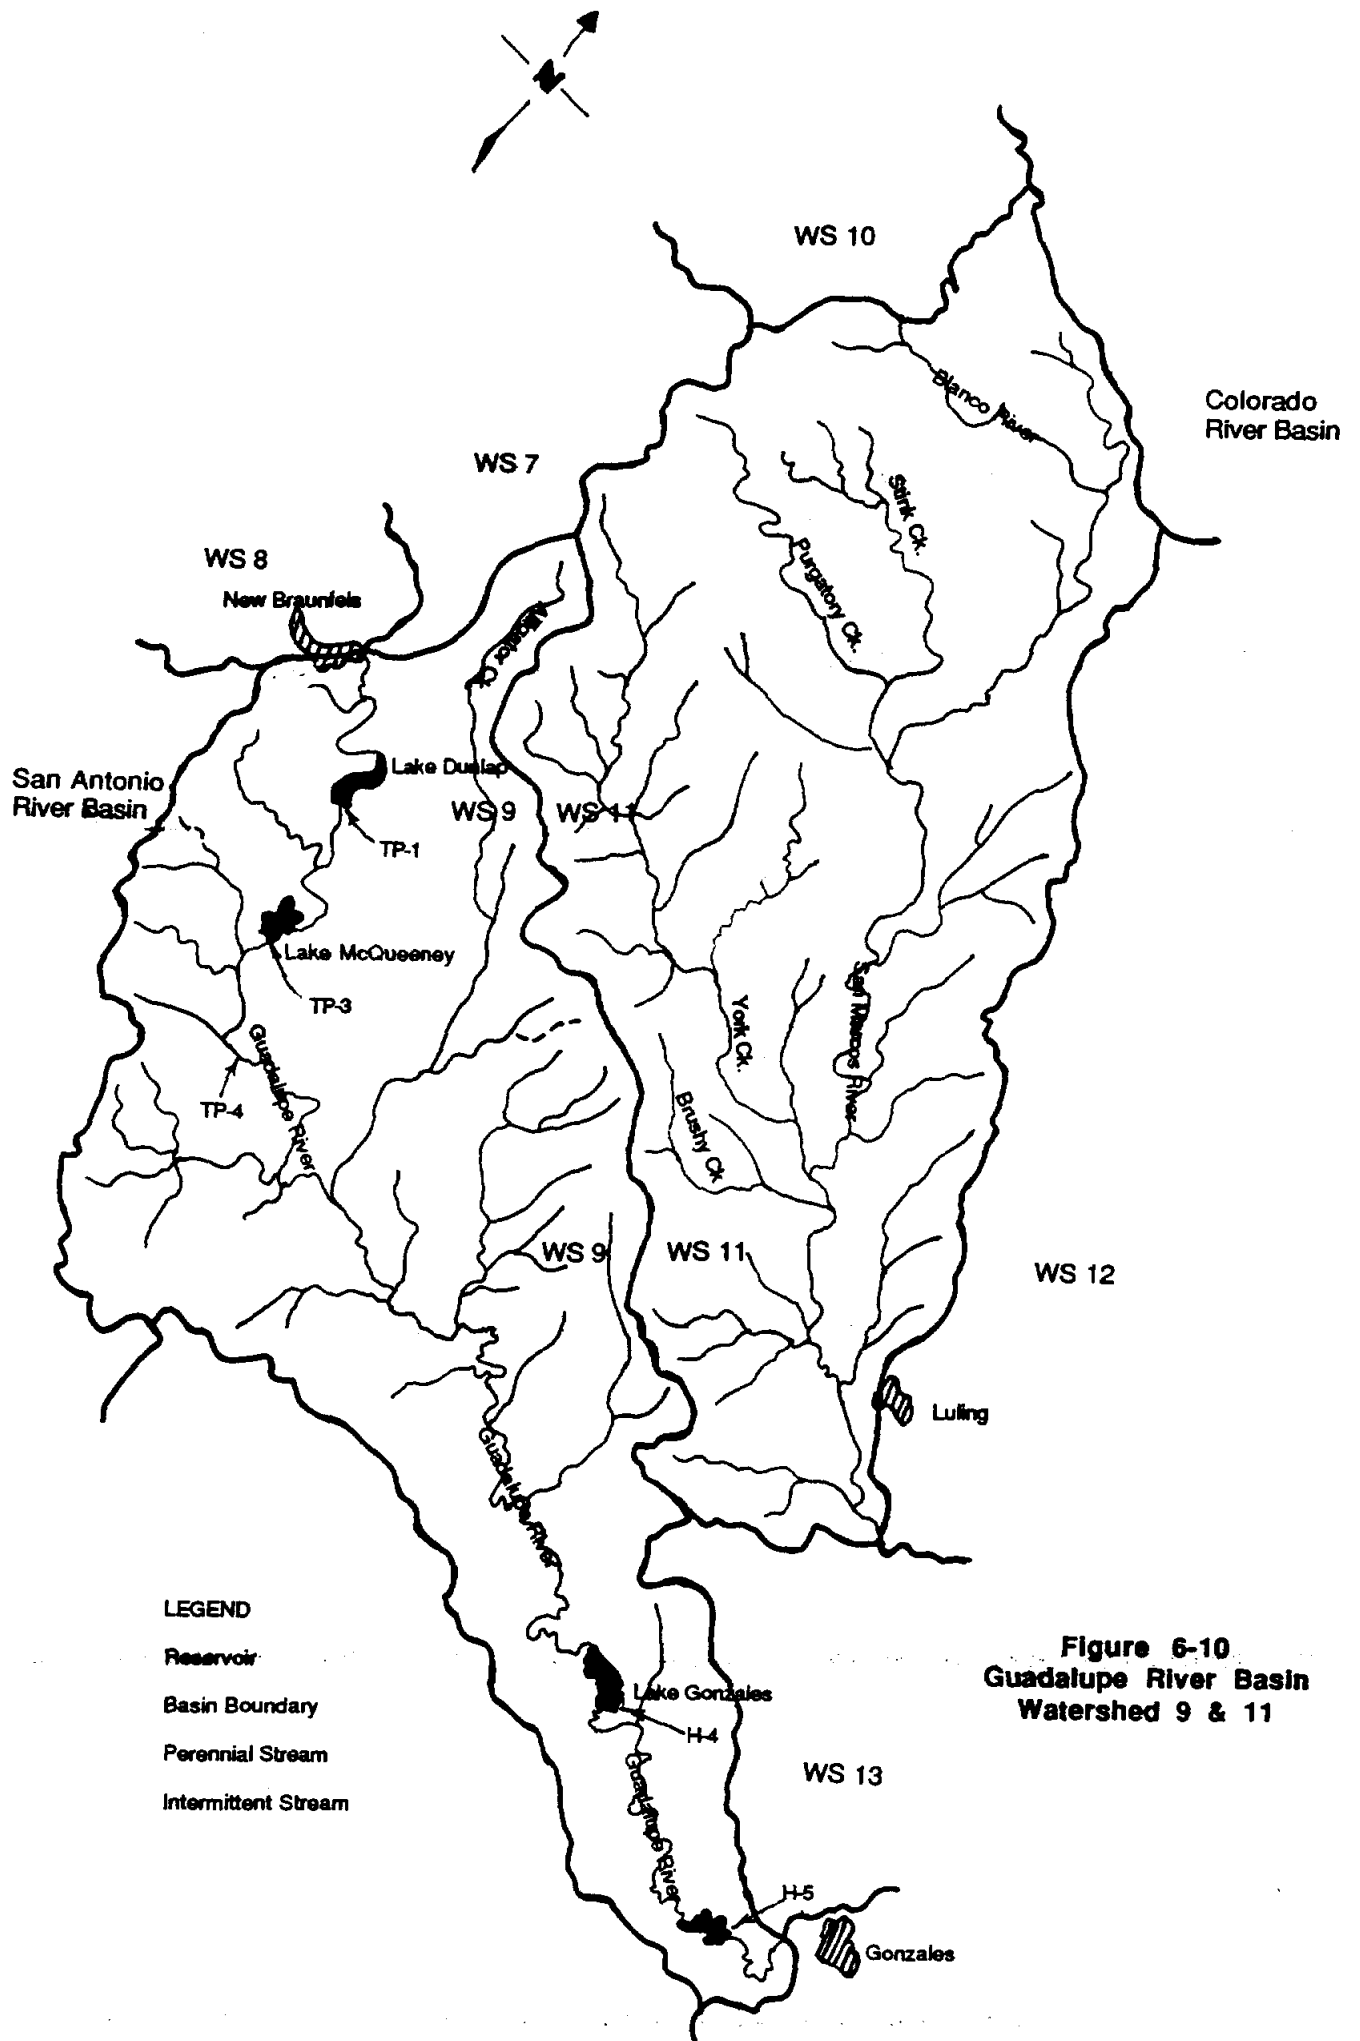 N
WS 10
Colorado
River Basin
Blanco River
WS 7
Stink Ck.
WS 8
New Braunfels
Purgatory Ck.
Alligator Ck.
San Antonio
River Basin
Lake Dunlap
WS 9
WS 11
TP-1
Lake McQueeney
TP-3
San Marcos River
York Ck.
Guadalupe River
TP-4
Brushy Ck
WS 9
WS 11
WS 12
Luling
Guadalupe River
LEGEND
Reservoir
Basin Boundary
Perennial Stream
Intermittent Stream
Figure 6-10
Guadalupe River Basin
Watershed 9 & 11
Lake Gonzales
H-4
WS 13
Guadalupe River
H-5
Gonzales